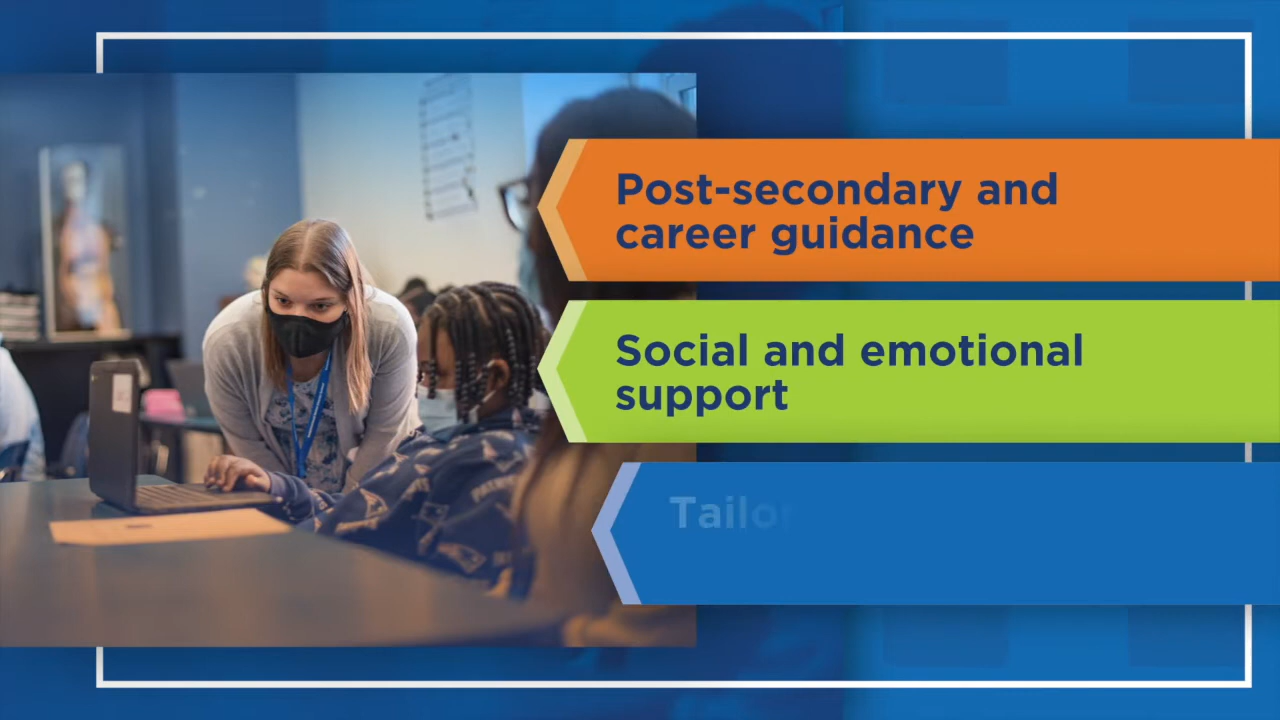 Post-secondary and
career guidance
Social and emotional
support